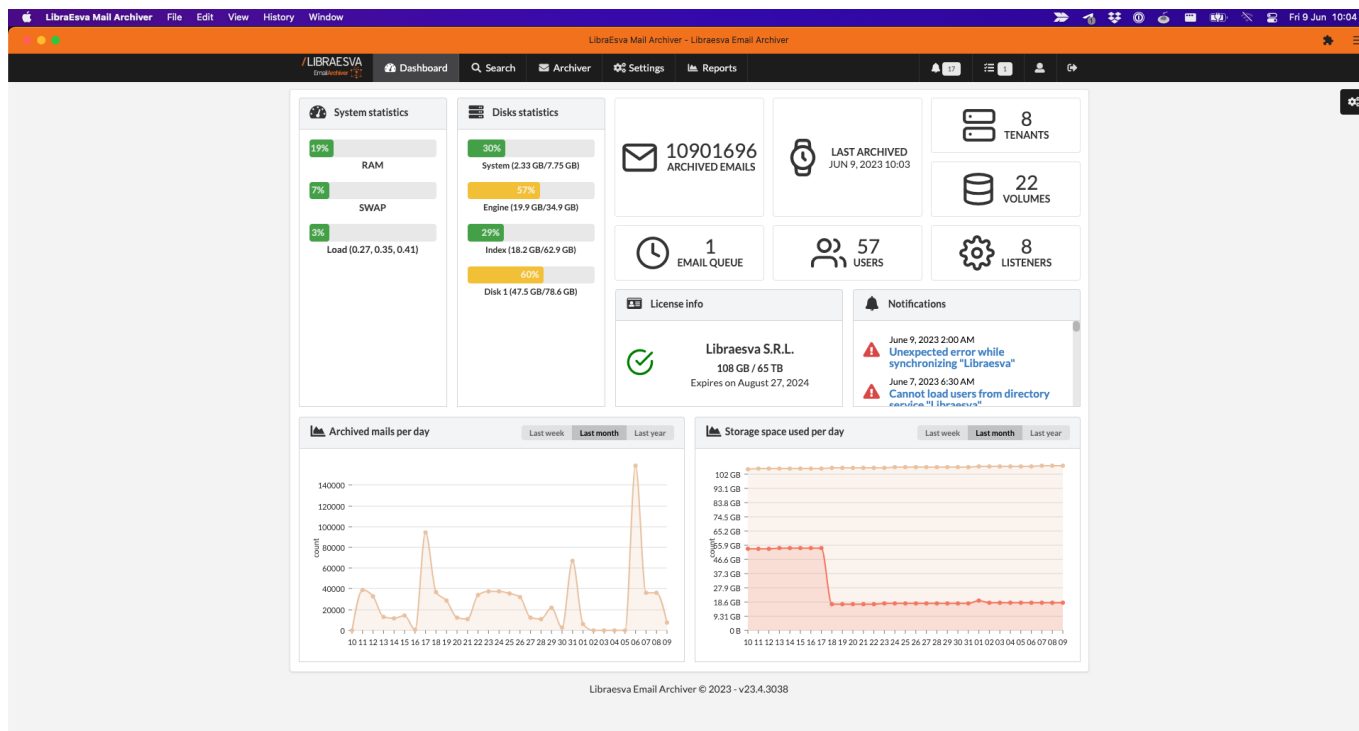 LibraEsva Mail Archiver File Edit View History Window Fri 9 Jun 10:04
LibraEsva Mail Archiver - Libraesva Email Archiver
/LIBRAESVA
EmailArchiver
Dashboard Search Archiver Settings Reports 17 1
System statistics
19%
RAM
7%
SWAP
3%
Load (0.27, 0.35, 0.41)
Disks statistics
30%
System (2.33 GB/7.75 GB)
57%
Engine (19.9 GB/34.9 GB)
29%
Index (18.2 GB/62.9 GB)
60%
Disk 1 (47.5 GB/78.6 GB)
10901696
ARCHIVED EMAILS
LAST ARCHIVED
JUN 9, 2023 10:03
8
TENANTS
22
VOLUMES
1
EMAIL QUEUE
57
USERS
8
LISTENERS
License info
Libraesva S.R.L.
108 GB / 65 TB
Expires on August 27, 2024
Notifications
June 9, 2023 2:00 AM
Unexpected error while
synchronizing "Libraesva"
June 7, 2023 6:30 AM
Cannot load users from directory
service "Libraesva"
Archived mails per day
Last week Last month Last year
140000
120000
100000
80000
60000
40000
20000
0
count
10 11 12 13 14 15 16 17 18 19 20 21 22 23 24 25 26 27 28 29 30 31 01 02 03 04 05 06 07 08 09
Storage space used per day
Last week Last month Last year
102 GB
93.1 GB
83.8 GB
74.5 GB
65.2 GB
55.9 GB
46.6 GB
37.3 GB
27.9 GB
18.6 GB
9.31 GB
0 B
count
10 11 12 13 14 15 16 17 18 19 20 21 22 23 24 25 26 27 28 29 30 31 01 02 03 04 05 06 07 08 09
Libraesva Email Archiver © 2023 - v23.4.3038